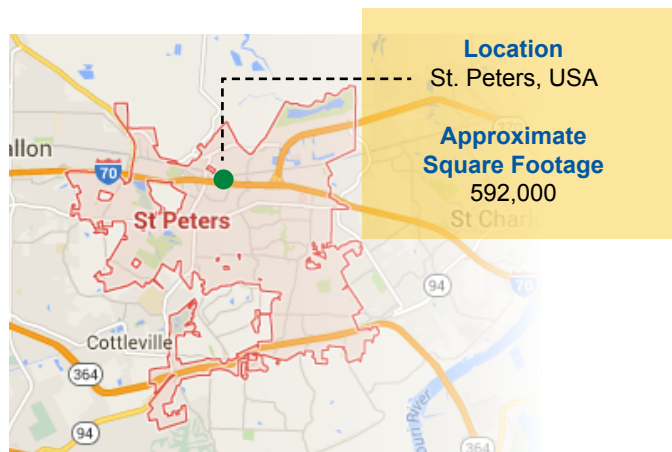 Location
St. Peters, USA
Approximate
Square Footage
592,000
allon
70
St Peters
St Charl
94
70
Cottleville
364
94
364